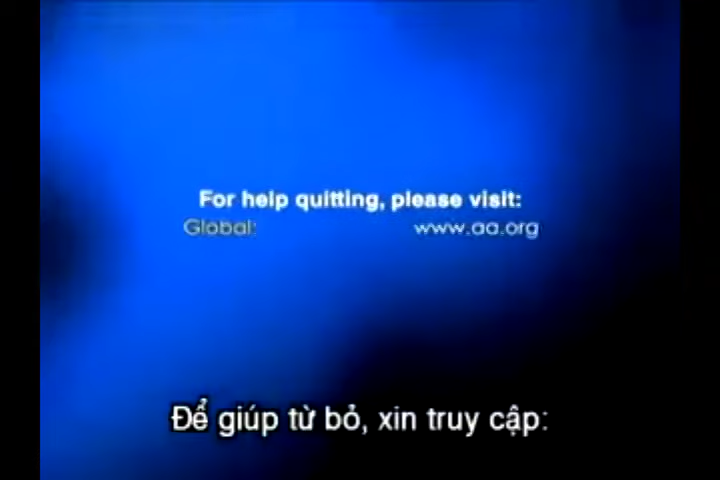 For help quitting, please visit:
Global: www.aa.org
Để giúp từ bỏ, xin truy cập: